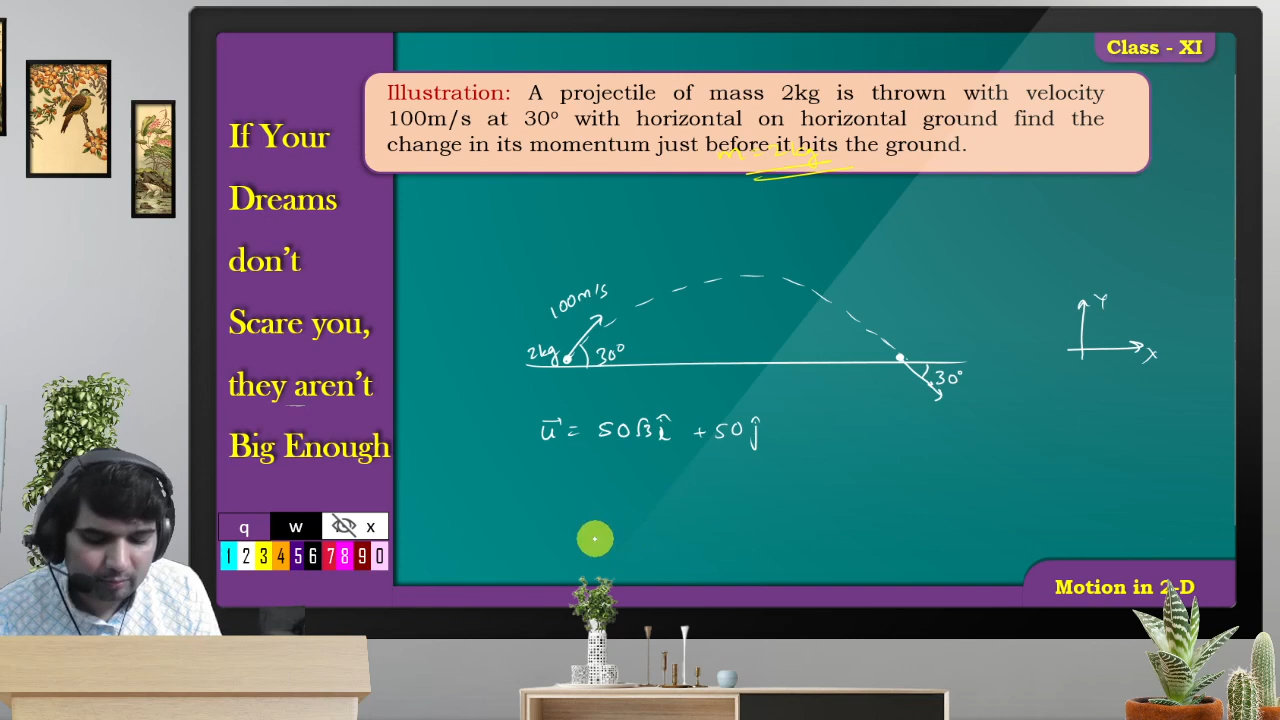 Class - XI
Illustration: A projectile of mass 2kg is thrown with velocity
100m/s at 30° with horizontal on horizontal ground find the
change in its momentum just before it hits the ground.
m = 2kg
If Your
Dreams
don't
Scare you,
they aren't
Big Enough
100m/s
2kg
30°
30°
Y
X
u⃗ = 50√3 î + 50 ĵ
q w x
1 2 3 4 5 6 7 8 9 0
Motion in 2-D